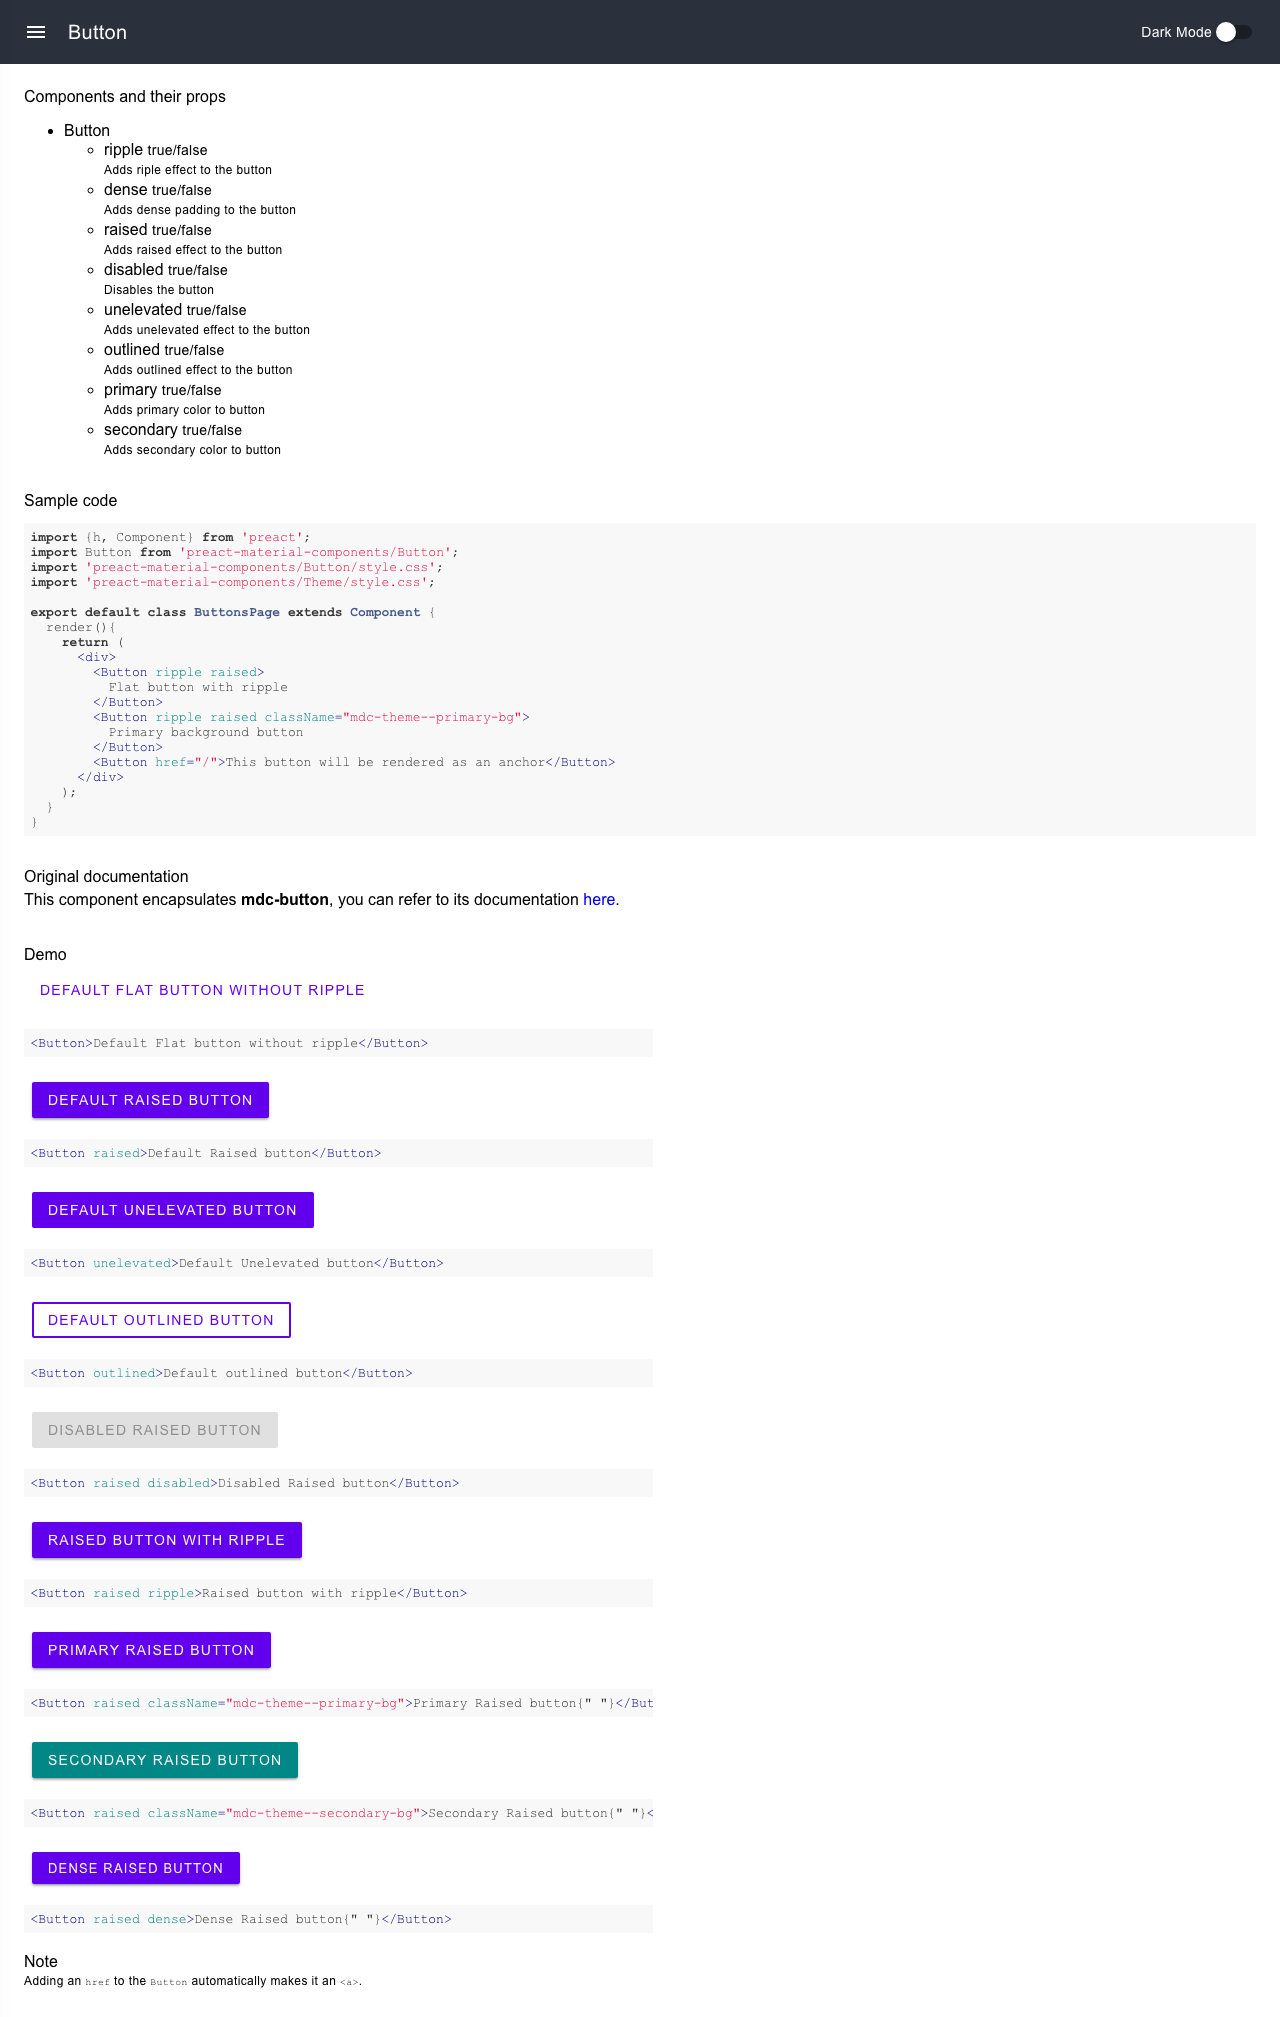 Button
Dark Mode
Components and their props
Button
ripple true/false
Adds riple effect to the button
dense true/false
Adds dense padding to the button
raised true/false
Adds raised effect to the button
disabled true/false
Disables the button
unelevated true/false
Adds unelevated effect to the button
outlined true/false
Adds outlined effect to the button
primary true/false
Adds primary color to button
secondary true/false
Adds secondary color to button
Sample code
import {h, Component} from 'preact';
import Button from 'preact-material-components/Button';
import 'preact-material-components/Button/style.css';
import 'preact-material-components/Theme/style.css';
export default class ButtonsPage extends Component {
render(){
return (
<div>
<Button ripple raised>
Flat button with ripple
</Button>
<Button ripple raised className="mdc-theme--primary-bg">
Primary background button
</Button>
<Button href="/">This button will be rendered as an anchor</Button>
</div>
);
}
}
Original documentation
This component encapsulates mdc-button, you can refer to its documentation here.
Demo
DEFAULT FLAT BUTTON WITHOUT RIPPLE
<Button>Default Flat button without ripple</Button>
DEFAULT RAISED BUTTON
<Button raised>Default Raised button</Button>
DEFAULT UNELEVATED BUTTON
<Button unelevated>Default Unelevated button</Button>
DEFAULT OUTLINED BUTTON
<Button outlined>Default outlined button</Button>
DISABLED RAISED BUTTON
<Button raised disabled>Disabled Raised button</Button>
RAISED BUTTON WITH RIPPLE
<Button raised ripple>Raised button with ripple</Button>
PRIMARY RAISED BUTTON
<Button raised className="mdc-theme--primary-bg">Primary Raised button{" "}</But
SECONDARY RAISED BUTTON
<Button raised className="mdc-theme--secondary-bg">Secondary Raised button{" "}<
DENSE RAISED BUTTON
<Button raised dense>Dense Raised button{" "}</Button>
Note
Adding an href to the Button automatically makes it an <a>.